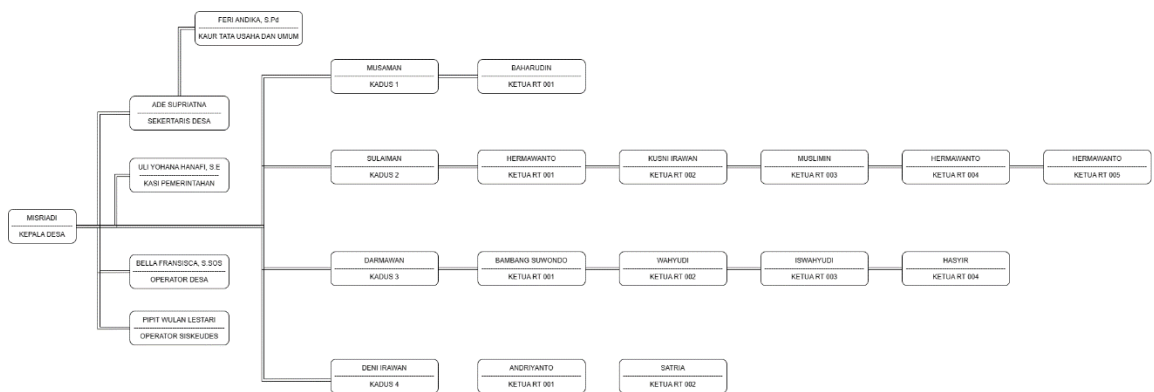 FERI ANDIKA, S.Pd
KAUR TATA USAHA DAN UMUM
MUSAMAN
KADUS 1
BAHARUDIN
KETUA RT 001
ADE SUPRIATNA
SEKERTARIS DESA
ULI YOHANA HANAFI, S.E
KASI PEMERINTAHAN
SULAIMAN
KADUS 2
HERMAWANTO
KETUA RT 001
KUSNI IRAWAN
KETUA RT 002
MUSLIMIN
KETUA RT 003
HERMAWANTO
KETUA RT 004
HERMAWANTO
KETUA RT 005
MISRIADI
KEPALA DESA
BELLA FRANSISCA, S.SOS
OPERATOR DESA
DARMAWAN
KADUS 3
BAMBANG SUWONDO
KETUA RT 001
WAHYUDI
KETUA RT 002
ISWAHYUDI
KETUA RT 003
HASYIR
KETUA RT 004
PIPIT WULAN LESTARI
OPERATOR SISKEUDES
DENI IRAWAN
KADUS 4
ANDRIYANTO
KETUA RT 001
SATRIA
KETUA RT 002